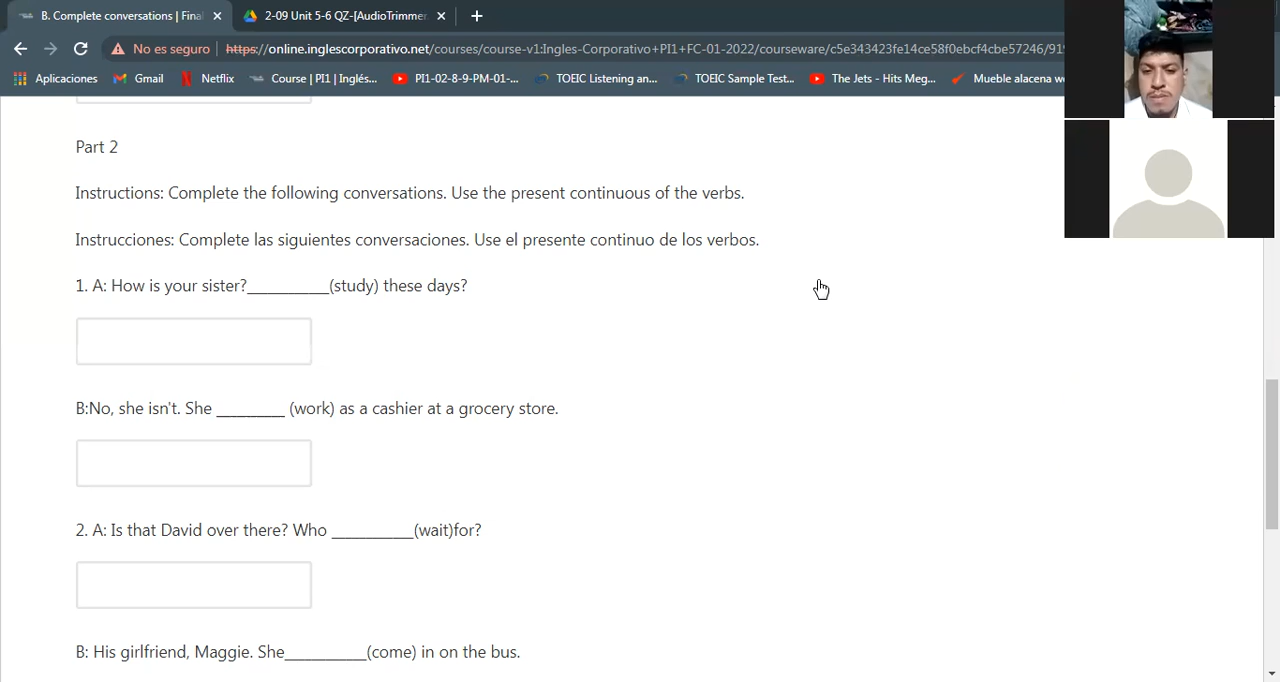 B. Complete conversations | Final
2-09 Unit 5-6 QZ-[AudioTrimmer.
No es seguro
https://online.inglescorporativo.net/courses/course-v1:Ingles-Corporativo+PI1+FC-01-2022/courseware/c5e343423fe14ce58f0ebcf4cbe57246/91
Aplicaciones
Gmail
Netflix
Course | PI1 | Inglés...
PI1-02-8-9-PM-01-...
TOEIC Listening an...
TOEIC Sample Test...
The Jets - Hits Meg...
Mueble alacena
Part 2
Instructions: Complete the following conversations. Use the present continuous of the verbs.
Instrucciones: Complete las siguientes conversaciones. Use el presente continuo de los verbos.
1. A: How is your sister?__________(study) these days?
B:No, she isn't. She ________ (work) as a cashier at a grocery store.
2. A: Is that David over there? Who __________(wait)for?
B: His girlfriend, Maggie. She__________(come) in on the bus.